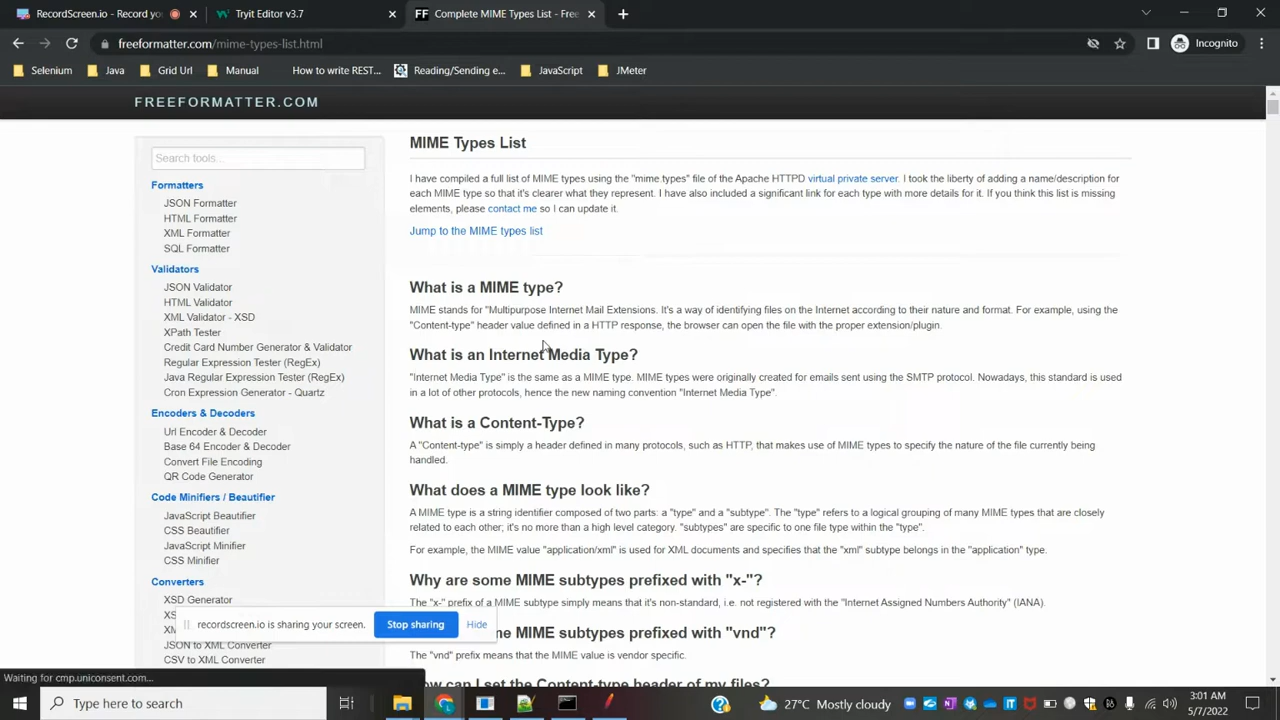 RecordScreen.io - Record you
Tryit Editor v3.7
FF Complete MIME Types List - Free
freeformatter.com/mime-types-list.html
Incognito
Selenium
Java
Grid Url
Manual
How to write REST...
Reading/Sending e...
JavaScript
JMeter
FREEFORMATTER.COM
Search tools...
Formatters
JSON Formatter
HTML Formatter
XML Formatter
SQL Formatter
Validators
JSON Validator
HTML Validator
XML Validator - XSD
XPath Tester
Credit Card Number Generator & Validator
Regular Expression Tester (RegEx)
Java Regular Expression Tester (RegEx)
Cron Expression Generator - Quartz
Encoders & Decoders
Url Encoder & Decoder
Base 64 Encoder & Decoder
Convert File Encoding
QR Code Generator
Code Minifiers / Beautifier
JavaScript Beautifier
CSS Beautifier
JavaScript Minifier
CSS Minifier
Converters
XSD Generator
JSON to XML Converter
CSV to XML Converter
MIME Types List
I have compiled a full list of MIME types using the "mime.types" file of the Apache HTTPD virtual private server. I took the liberty of adding a name/description for
each MIME type so that it's clearer what they represent. I have also included a significant link for each type with more details for it. If you think this list is missing
elements, please contact me so I can update it.
Jump to the MIME types list
What is a MIME type?
MIME stands for "Multipurpose Internet Mail Extensions. It's a way of identifying files on the Internet according to their nature and format. For example, using the
"Content-type" header value defined in a HTTP response, the browser can open the file with the proper extension/plugin.
What is an Internet Media Type?
"Internet Media Type" is the same as a MIME type. MIME types were originally created for emails sent using the SMTP protocol. Nowadays, this standard is used
in a lot of other protocols, hence the new naming convention "Internet Media Type".
What is a Content-Type?
A "Content-type" is simply a header defined in many protocols, such as HTTP, that makes use of MIME types to specify the nature of the file currently being
handled.
What does a MIME type look like?
A MIME type is a string identifier composed of two parts: a "type" and a "subtype". The "type" refers to a logical grouping of many MIME types that are closely
related to each other; it's no more than a high level category. "subtypes" are specific to one file type within the "type".
For example, the MIME value "application/xml" is used for XML documents and specifies that the "xml" subtype belongs in the "application" type.
Why are some MIME subtypes prefixed with "x-"?
The "x-" prefix of a MIME subtype simply means that it's non-standard, i.e. not registered with the "Internet Assigned Numbers Authority" (IANA).
me MIME subtypes prefixed with "vnd"?
The "vnd" prefix means that the MIME value is vendor specific.
How can I set the Content-type header of my files?
recordscreen.io is sharing your screen.
Stop sharing
Hide
Waiting for cmp.uniconsent.com...
Type here to search
27°C Mostly cloudy
3:01 AM
5/7/2022